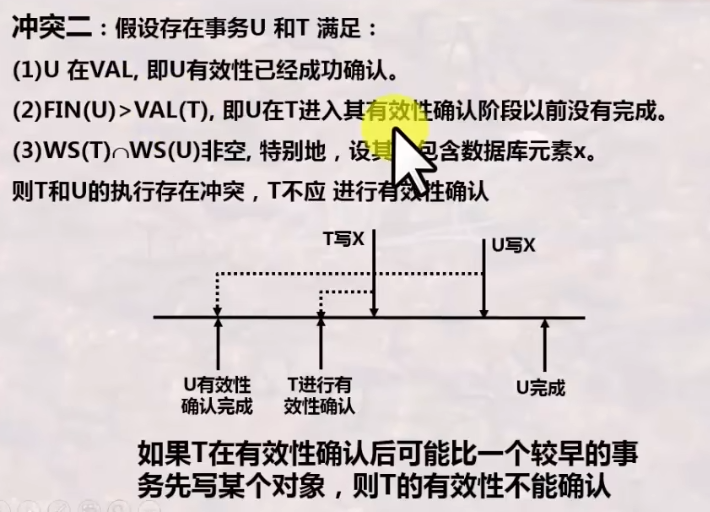 冲突二：假设存在事务U 和T 满足：
(1)U 在VAL, 即U有效性已经成功确认。
(2)FIN(U)>VAL(T), 即U在T进入其有效性确认阶段以前没有完成。
(3)WS(T)∩WS(U)非空, 特别地，设其 包含数据库元素x。
则T和U的执行存在冲突，T不应 进行有效性确认
T写X
U写X
U有效性
确认完成
T进行有
效性确认
U完成
如果T在有效性确认后可能比一个较早的事
务先写某个对象，则T的有效性不能确认